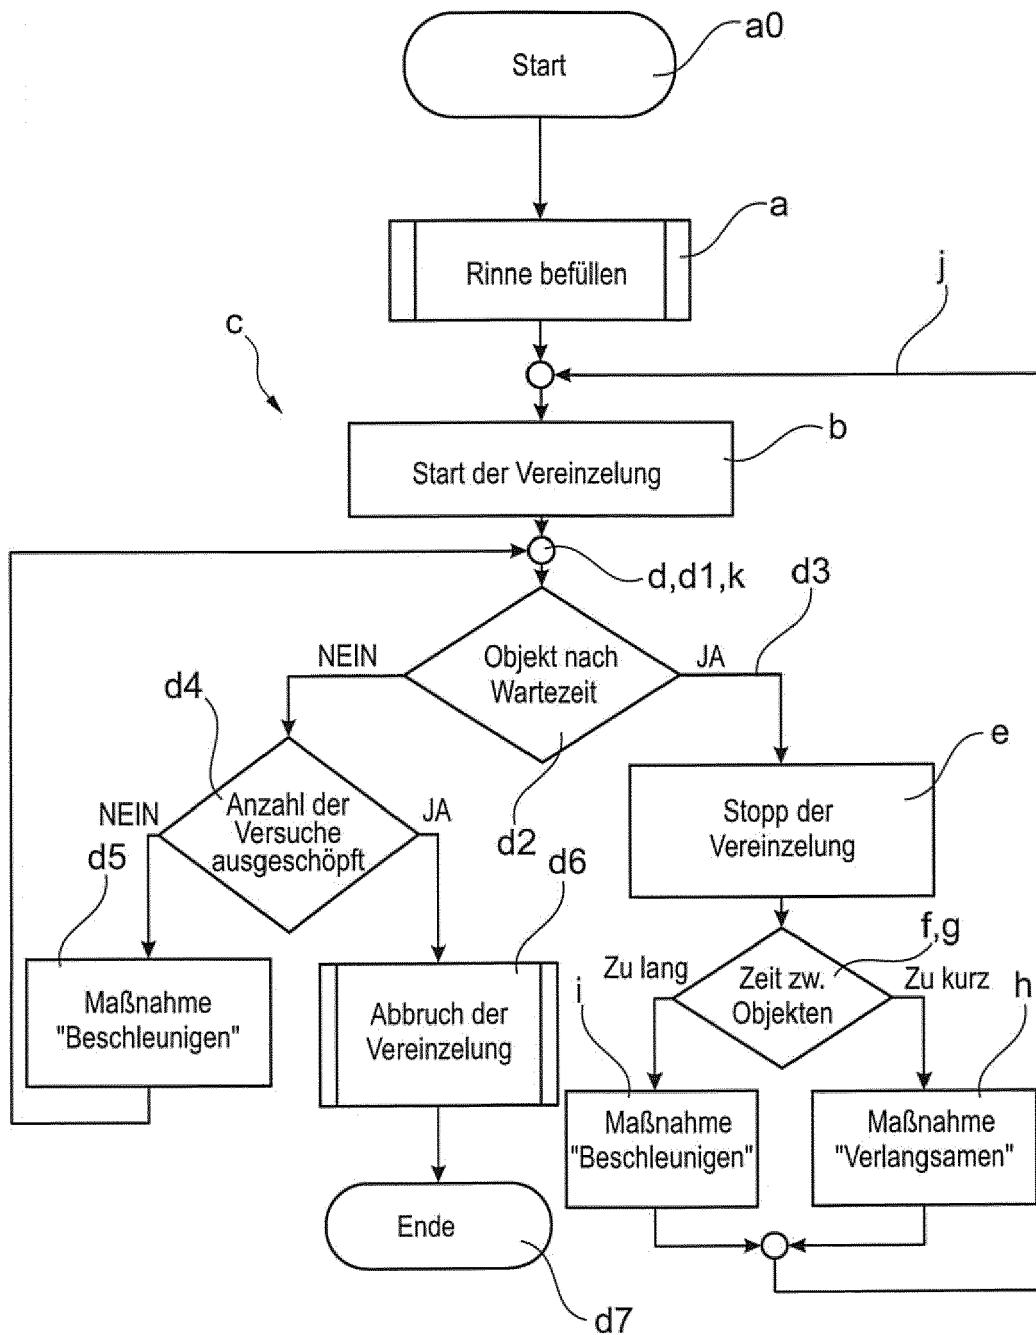 a0
Start
a
Rinne befüllen
j
c
b
Start der Vereinzelung
d,d1,k
d3
NEIN
Objekt nach
Wartezeit
JA
d4
d2
e
Stopp der
Vereinzelung
NEIN
Anzahl der
Versuche
ausgeschöpft
JA
d5
d6
f,g
Zu lang
Zeit zw.
Objekten
Zu kurz
i
h
Maßnahme
"Beschleunigen"
Abbruch der
Vereinzelung
Maßnahme
"Beschleunigen"
Maßnahme
"Verlangsamen"
Ende
d7